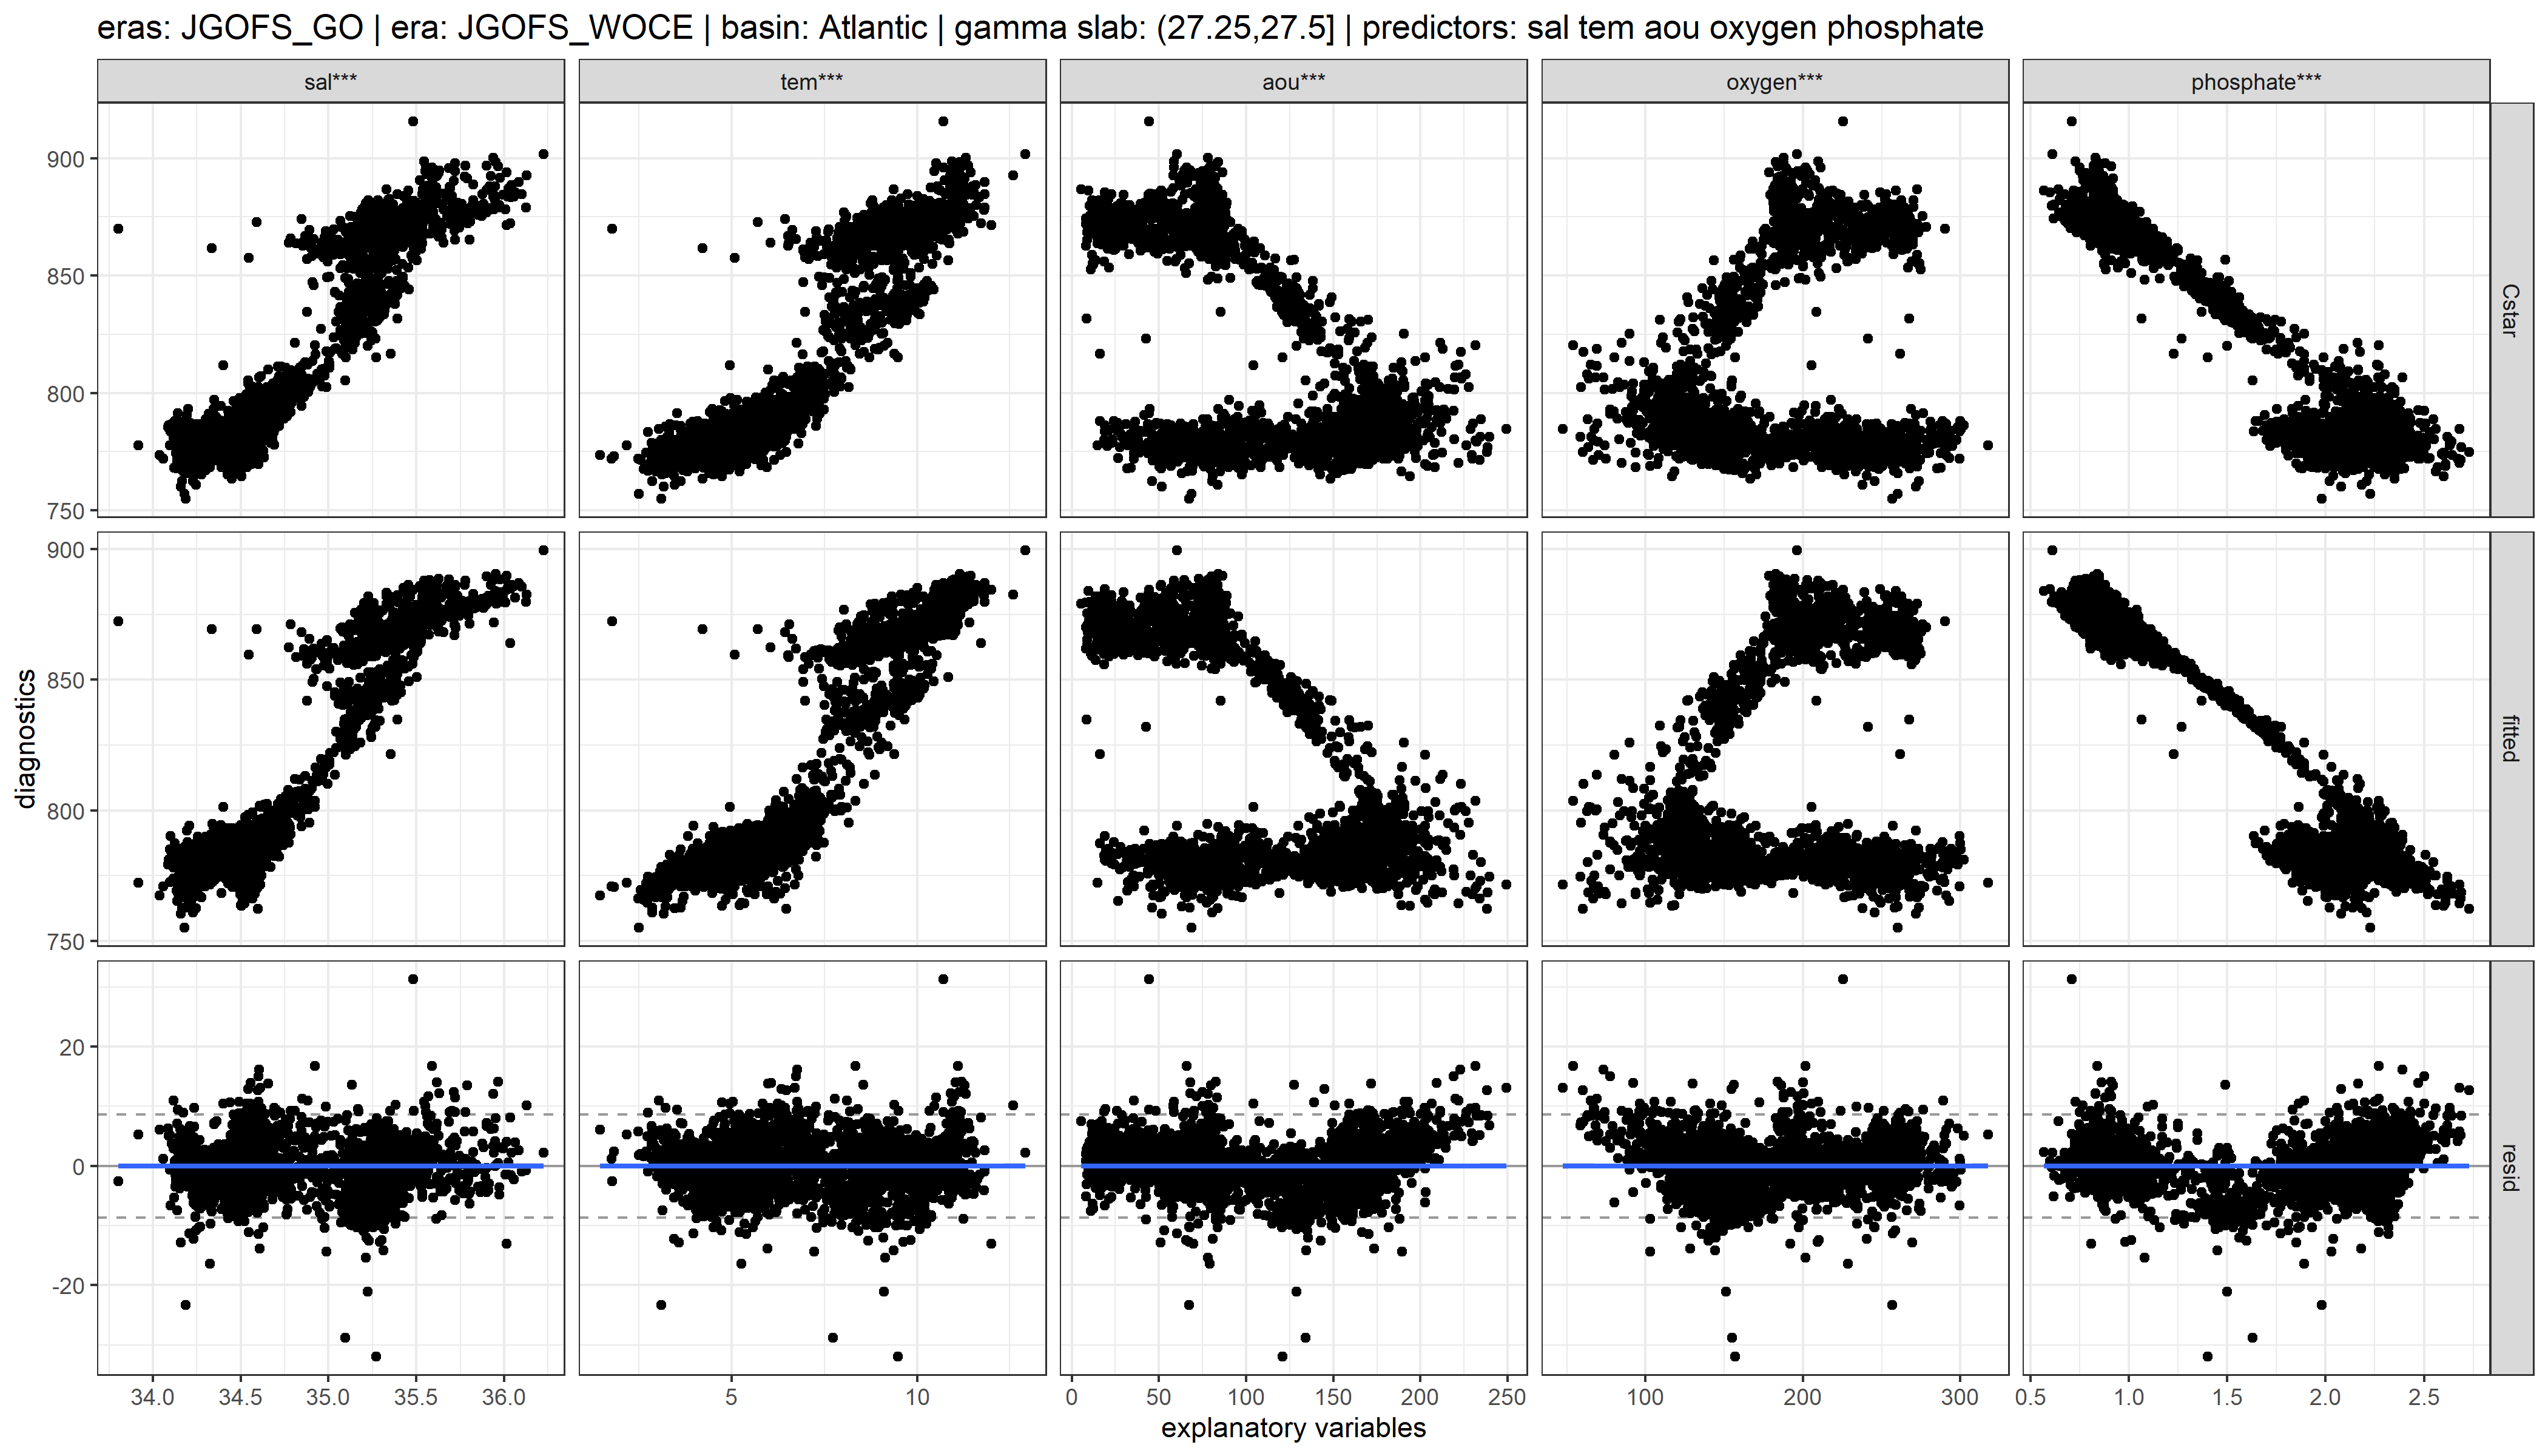 eras: JGOFS_GO | era: JGOFS_WOCE | basin: Atlantic | gamma slab: (27.25,27.5] | predictors: sal tem aou oxygen phosphate
sal***
tem***
aou***
oxygen***
phosphate***
900
850
800
750
Cstar
900
850
800
750
fitted
diagnostics
20
0
-20
resid
34.0 34.5 35.0 35.5 36.0
5 10
0 50 100 150 200 250
100 200 300
0.5 1.0 1.5 2.0 2.5
explanatory variables